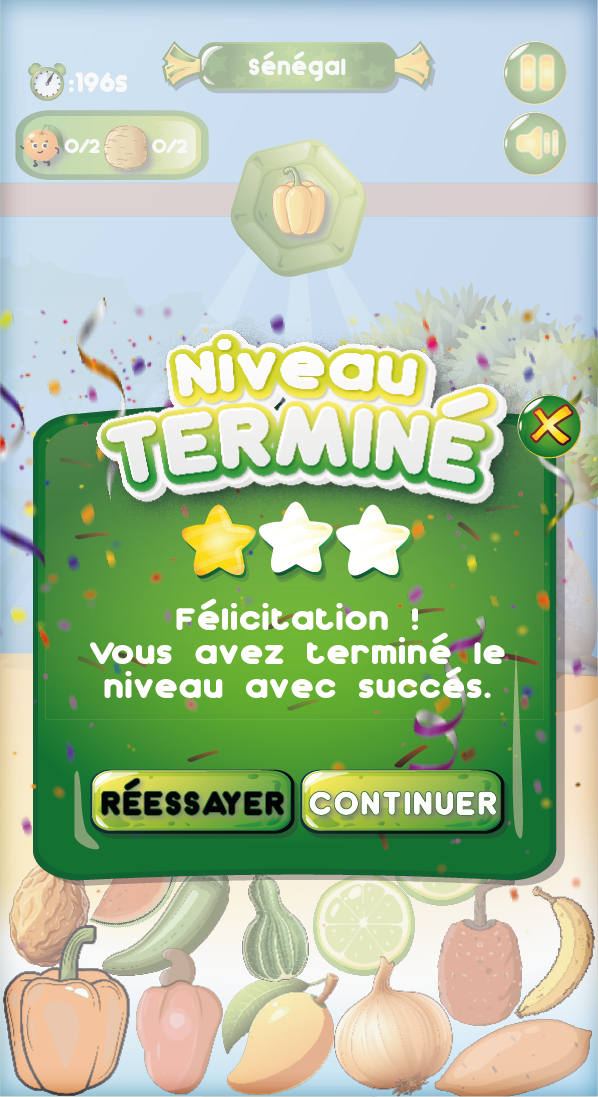 :196s
Sénégal
0/2 0/2
Niveau
TERMINÉ
Félicitation !
Vous avez terminé le
niveau avec succés.
RÉESSAYER
CONTINUER